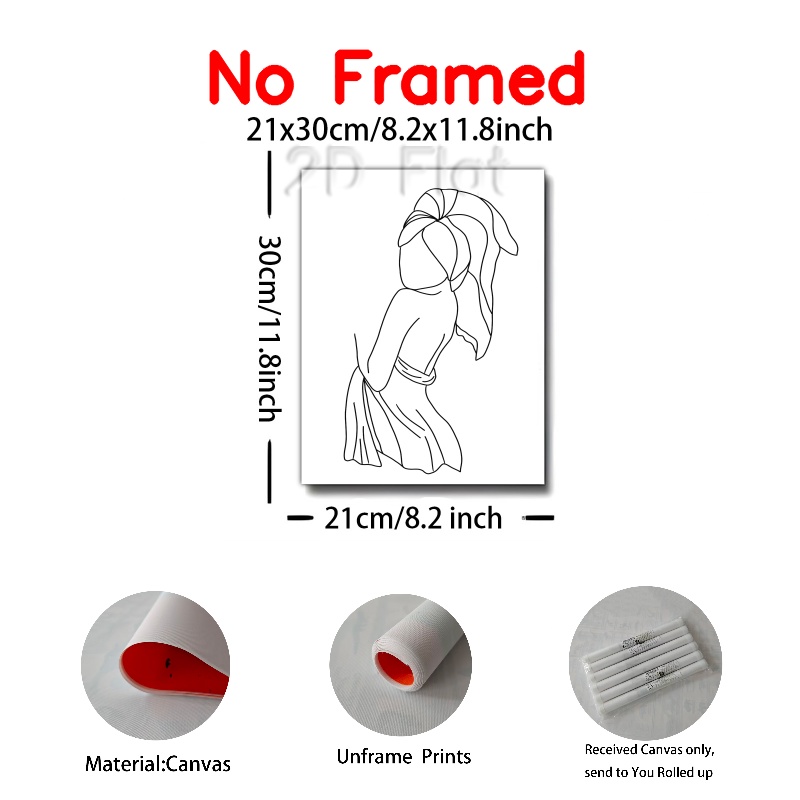 No Framed
21x30cm/8.2x11.8inch
2D Flat
30cm/11.8inch
21cm/8.2 inch
Material:Canvas
Unframe Prints
Received Canvas only,
send to You Rolled up